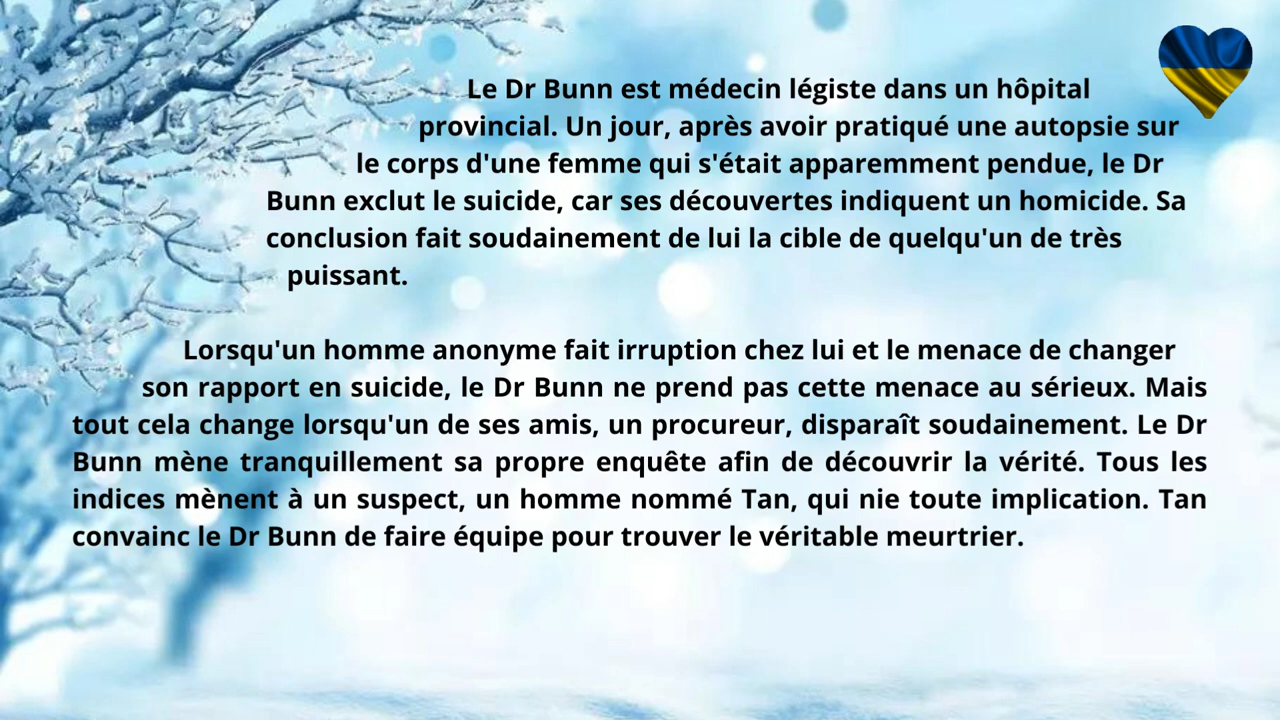 Le Dr Bunn est médecin légiste dans un hôpital
provincial. Un jour, après avoir pratiqué une autopsie sur
le corps d'une femme qui s'était apparemment pendue, le Dr
Bunn exclut le suicide, car ses découvertes indiquent un homicide. Sa
conclusion fait soudainement de lui la cible de quelqu'un de très
puissant.
Lorsqu'un homme anonyme fait irruption chez lui et le menace de changer
son rapport en suicide, le Dr Bunn ne prend pas cette menace au sérieux. Mais
tout cela change lorsqu'un de ses amis, un procureur, disparaît soudainement. Le Dr
Bunn mène tranquillement sa propre enquête afin de découvrir la vérité. Tous les
indices mènent à un suspect, un homme nommé Tan, qui nie toute implication. Tan
convainc le Dr Bunn de faire équipe pour trouver le véritable meurtrier.